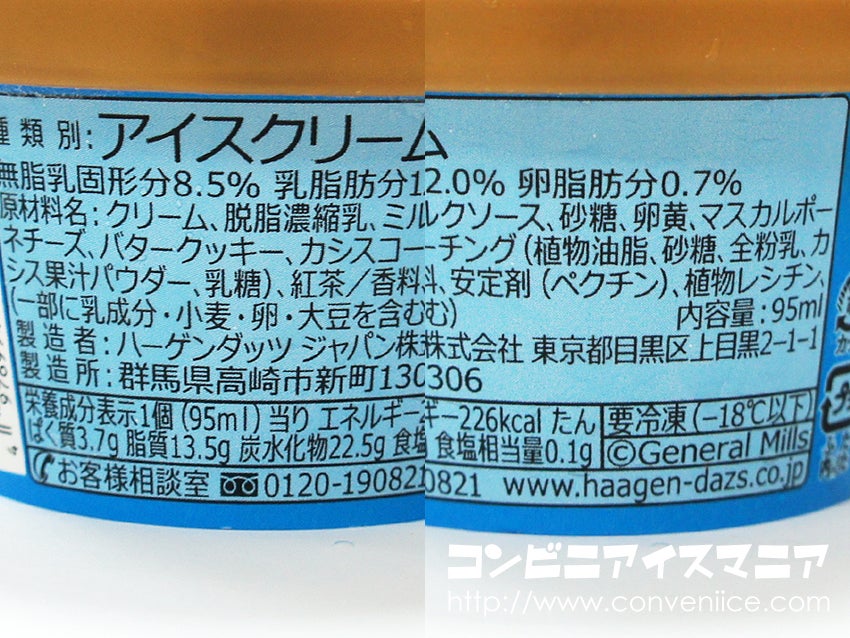 種類別:アイスクリーム
無脂乳固形分8.5% 乳脂肪分12.0% 卵脂肪分0.7%
原材料名:クリーム、脱脂濃縮乳、ミルクソース、砂糖、卵黄、マスカルポー
ネチーズ、バタークッキー、カシスコーチング(植物油脂、砂糖、全粉乳、カ
シス果汁パウダー、乳糖)、紅茶/香料、安定剤(ペクチン)、植物レシチン、
(一部に乳成分・小麦・卵・大豆を含む) 内容量:95ml
製造者:ハーゲンダッツ ジャパン株式会社 東京都目黒区上目黒2-1-1
製造所:群馬県高崎市新町1306
栄養成分表示1個(95ml)当り エネルギー226kcal たん
ぱく質3.7g 脂質13.5g 炭水化物22.5g 食塩相当量0.1g
要冷凍(-18℃以下)
©General Mills
お客様相談室 0120-190821 www.haagen-dazs.co.jp
コンビニアイスマニア
http://www.conveniice.com/